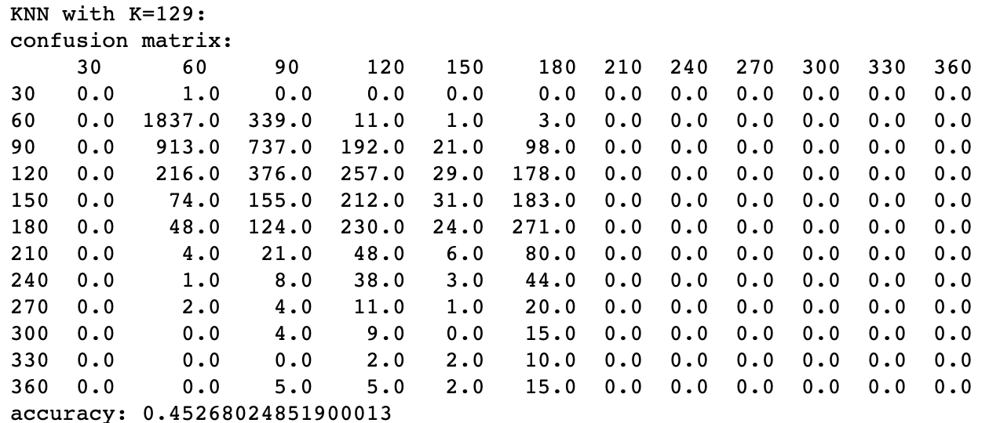 KNN with K=129:
confusion matrix:
30 60 90 120 150 180 210 240 270 300 330 360
30 0.0 1.0 0.0 0.0 0.0 0.0 0.0 0.0 0.0 0.0 0.0 0.0
60 0.0 1837.0 339.0 11.0 1.0 3.0 0.0 0.0 0.0 0.0 0.0 0.0
90 0.0 913.0 737.0 192.0 21.0 98.0 0.0 0.0 0.0 0.0 0.0 0.0
120 0.0 216.0 376.0 257.0 29.0 178.0 0.0 0.0 0.0 0.0 0.0 0.0
150 0.0 74.0 155.0 212.0 31.0 183.0 0.0 0.0 0.0 0.0 0.0 0.0
180 0.0 48.0 124.0 230.0 24.0 271.0 0.0 0.0 0.0 0.0 0.0 0.0
210 0.0 4.0 21.0 48.0 6.0 80.0 0.0 0.0 0.0 0.0 0.0 0.0
240 0.0 1.0 8.0 38.0 3.0 44.0 0.0 0.0 0.0 0.0 0.0 0.0
270 0.0 2.0 4.0 11.0 1.0 20.0 0.0 0.0 0.0 0.0 0.0 0.0
300 0.0 0.0 4.0 9.0 0.0 15.0 0.0 0.0 0.0 0.0 0.0 0.0
330 0.0 0.0 0.0 2.0 2.0 10.0 0.0 0.0 0.0 0.0 0.0 0.0
360 0.0 0.0 5.0 5.0 2.0 15.0 0.0 0.0 0.0 0.0 0.0 0.0
accuracy: 0.45268024851900013